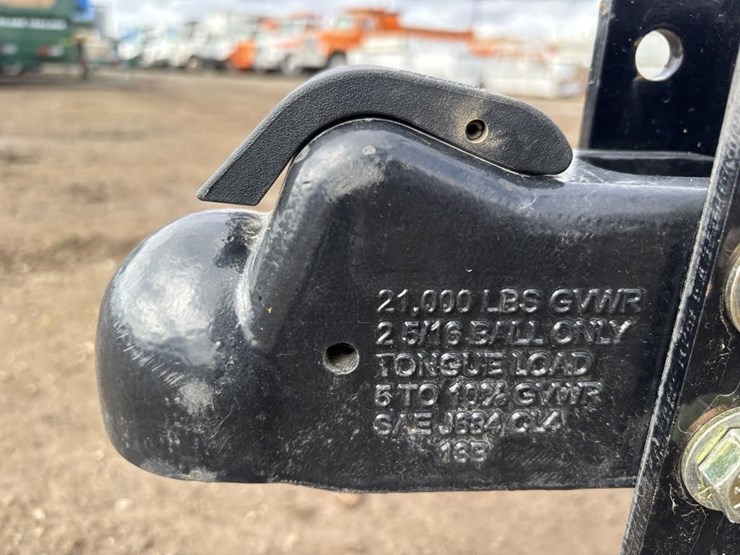 21,000 LBS GVWR
2 5/16 BALL ONLY
TONGUE LOAD
5 TO 10% GVWR
SAE J684 CL4